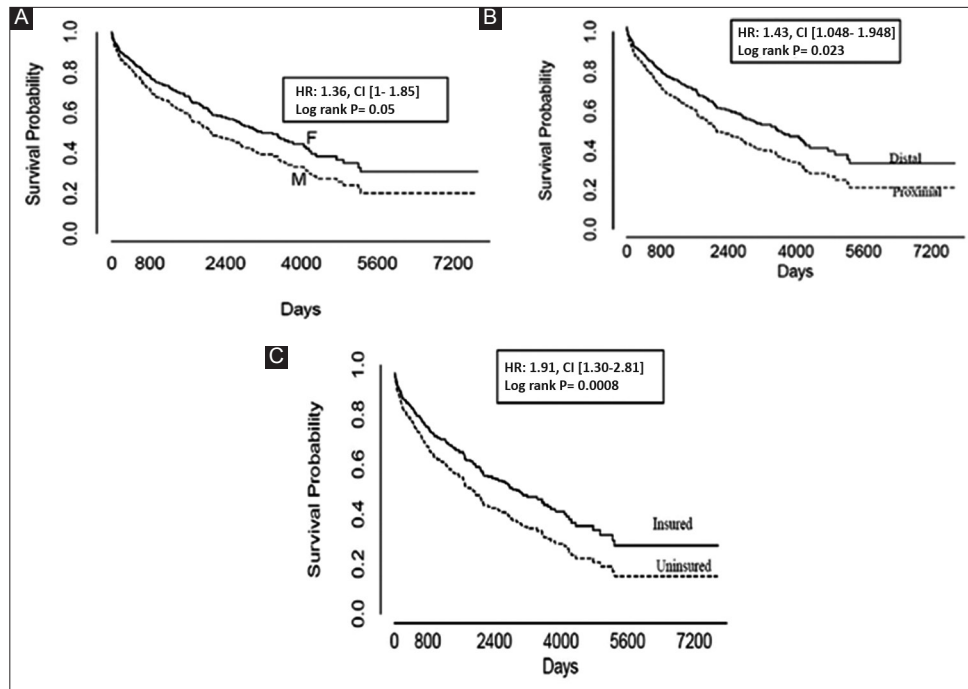 A
HR: 1.36, CI [1- 1.85]
Log rank P= 0.05
Survival Probability
1.0
0.8
0.6
0.4
0.2
0.0
F
M
0 800 2400 4000 5600 7200
Days
B
HR: 1.43, CI [1.048- 1.948]
Log rank P= 0.023
Survival Probability
1.0
0.8
0.6
0.4
0.2
0.0
Distal
Proximal
0 800 2400 4000 5600 7200
Days
C
HR: 1.91, CI [1.30-2.81]
Log rank P= 0.0008
Survival Probability
1.0
0.8
0.6
0.4
0.2
0.0
Insured
Uninsured
0 800 2400 4000 5600 7200
Days